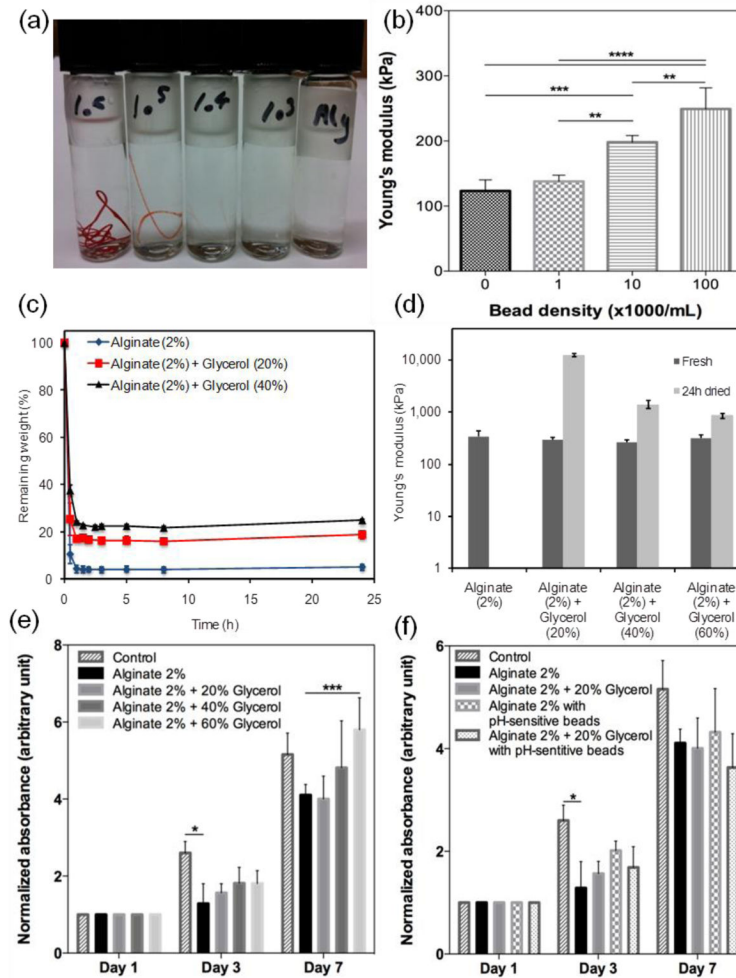 (a)
1.6
1.5
1.4
1.3
Alg
(b)
Young's modulus (kPa)
400
300
200
100
0
****
***
**
**
0
1
10
100
Bead density (x1000/mL)
(c)
Remaining weight (%)
100
80
60
40
20
0
Alginate (2%)
Alginate (2%) + Glycerol (20%)
Alginate (2%) + Glycerol (40%)
0
5
10
15
20
25
Time (h)
(d)
Young's modulus (kPa)
10,000
1,000
100
10
1
Fresh
24h dried
Alginate
(2%)
Alginate
(2%) +
Glycerol
(20%)
Alginate
(2%) +
Glycerol
(40%)
Alginate
(2%) +
Glycerol
(60%)
(e)
Normalized absorbance (arbitrary unit)
8
6
4
2
0
Control
Alginate 2%
Alginate 2% + 20% Glycerol
Alginate 2% + 40% Glycerol
Alginate 2% + 60% Glycerol
*
***
Day 1
Day 3
Day 7
(f)
Normalized absorbance (arbitrary unit)
6
4
2
0
Control
Alginate 2%
Alginate 2% + 20% Glycerol
Alginate 2% with
pH-sensitive beads
Alginate 2% + 20% Glycerol
with pH-sentitive beads
*
Day 1
Day 3
Day 7